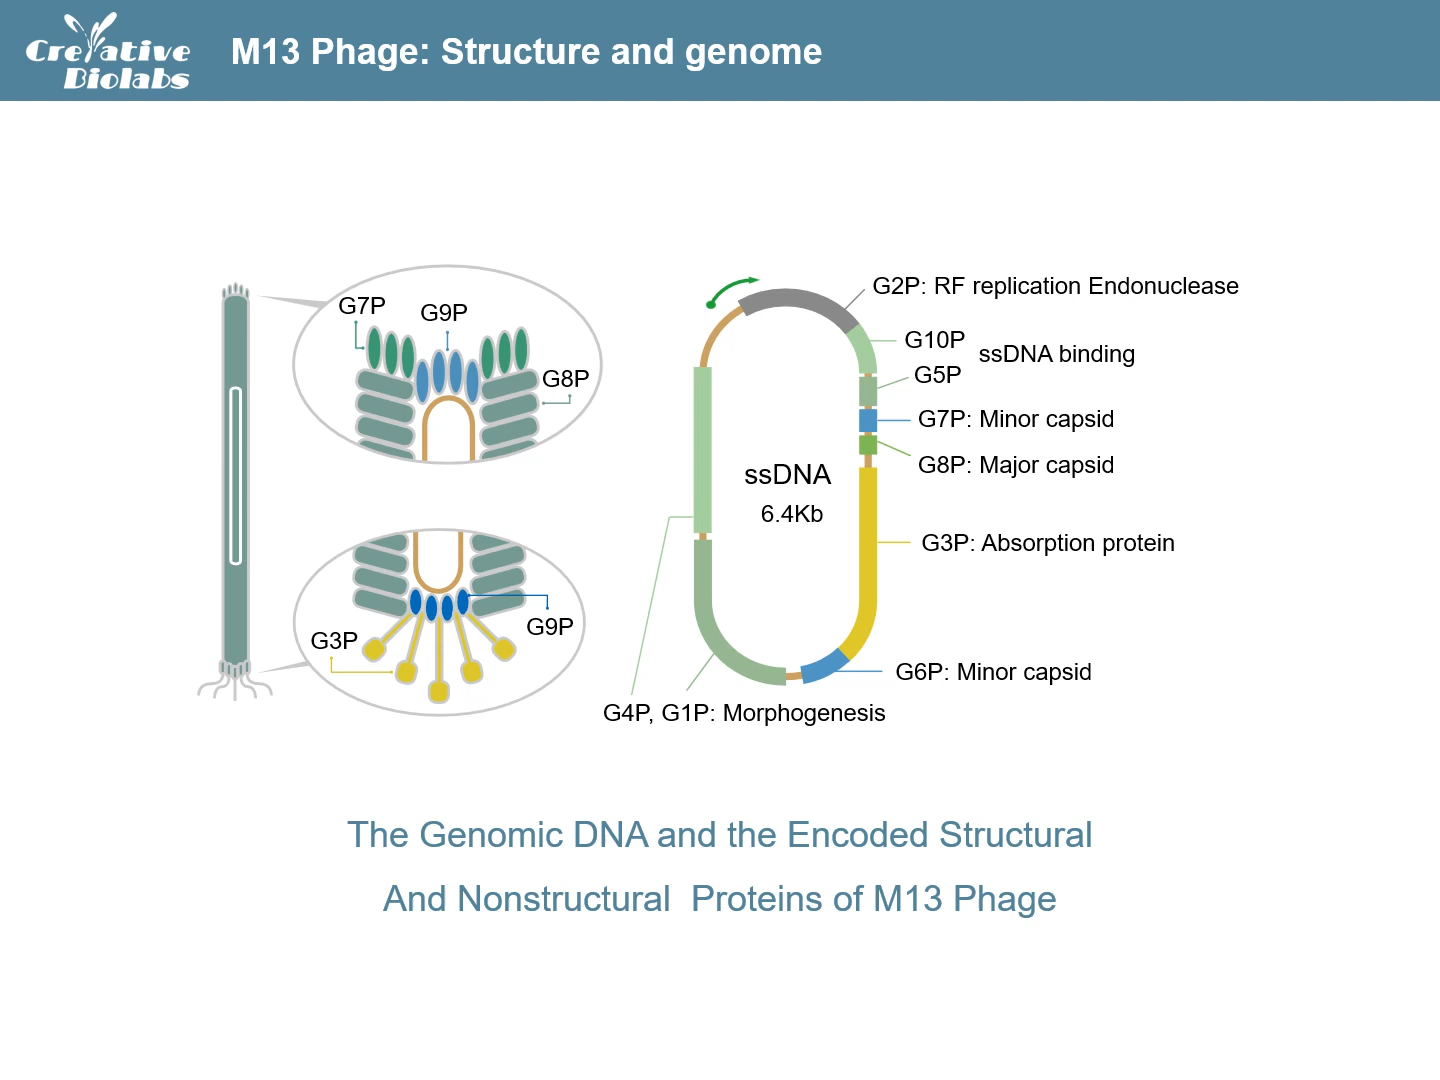 Creative
Biolabs
M13 Phage: Structure and genome
G7P
G9P
G8P
G3P
G9P
ssDNA
6.4Kb
G2P: RF replication Endonuclease
G10P
ssDNA binding
G5P
G7P: Minor capsid
G8P: Major capsid
G3P: Absorption protein
G6P: Minor capsid
G4P, G1P: Morphogenesis
The Genomic DNA and the Encoded Structural
And Nonstructural Proteins of M13 Phage